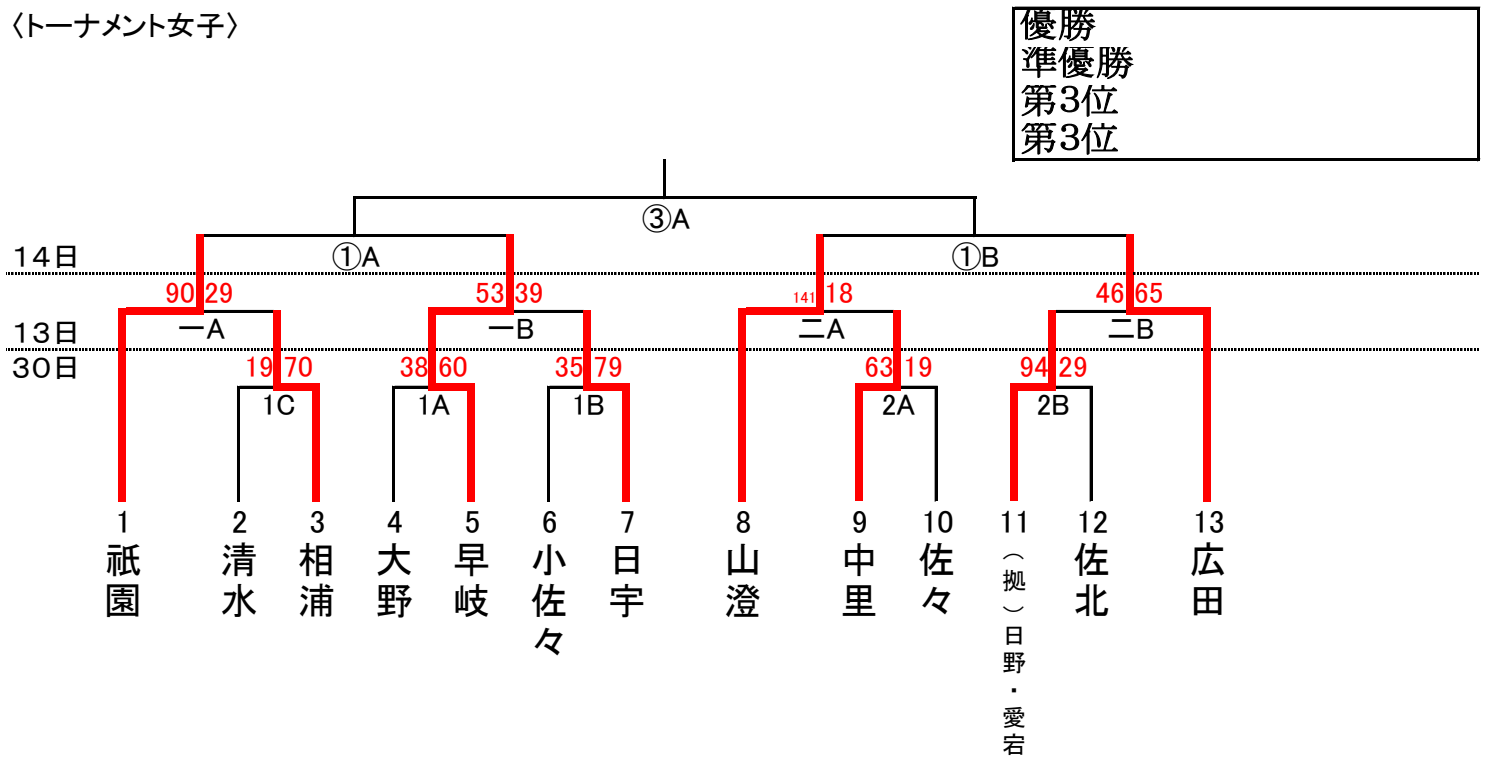 〈トーナメント女子〉
優勝
準優勝
第3位
第3位
③A
14日
①A
①B
90 29
53 39
141 18
46 65
13日
一A
一B
二A
二B
30日
19 70
38 60
35 79
63 19
94 29
1C
1A
1B
2A
2B
1 2 3 4 5 6 7 8 9 10 11 12 13
祇園
清水
相浦
大野
早岐
小佐々
日宇
山澄
中里
佐々
（拠）日野・愛宕
佐北
広田